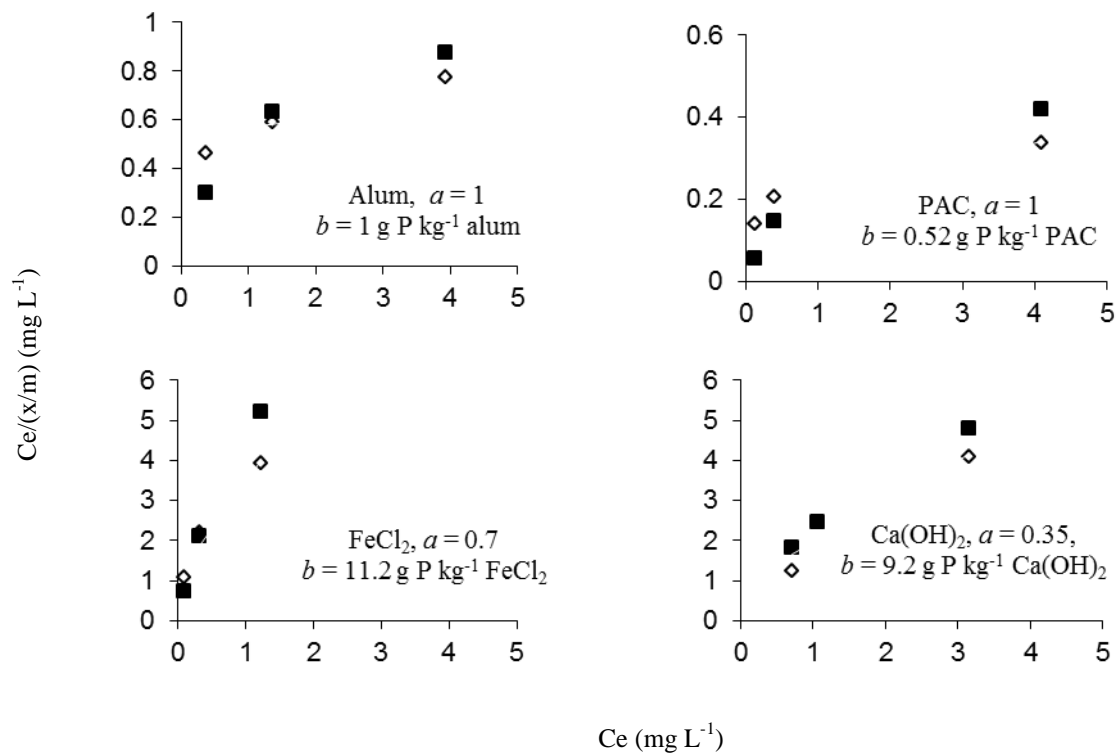 1
0.8
0.6
0.4
0.2
0
0 1 2 3 4 5
Alum, a = 1
b = 1 g P kg⁻¹ alum
0.6
0.4
0.2
0
0 1 2 3 4 5
PAC, a = 1
b = 0.52 g P kg⁻¹ PAC
Ce/(x/m) (mg L⁻¹)
6
5
4
3
2
1
0
0 1 2 3 4 5
FeCl₂, a = 0.7
b = 11.2 g P kg⁻¹ FeCl₂
6
5
4
3
2
1
0
0 1 2 3 4 5
Ca(OH)₂, a = 0.35,
b = 9.2 g P kg⁻¹ Ca(OH)₂
Ce (mg L⁻¹)